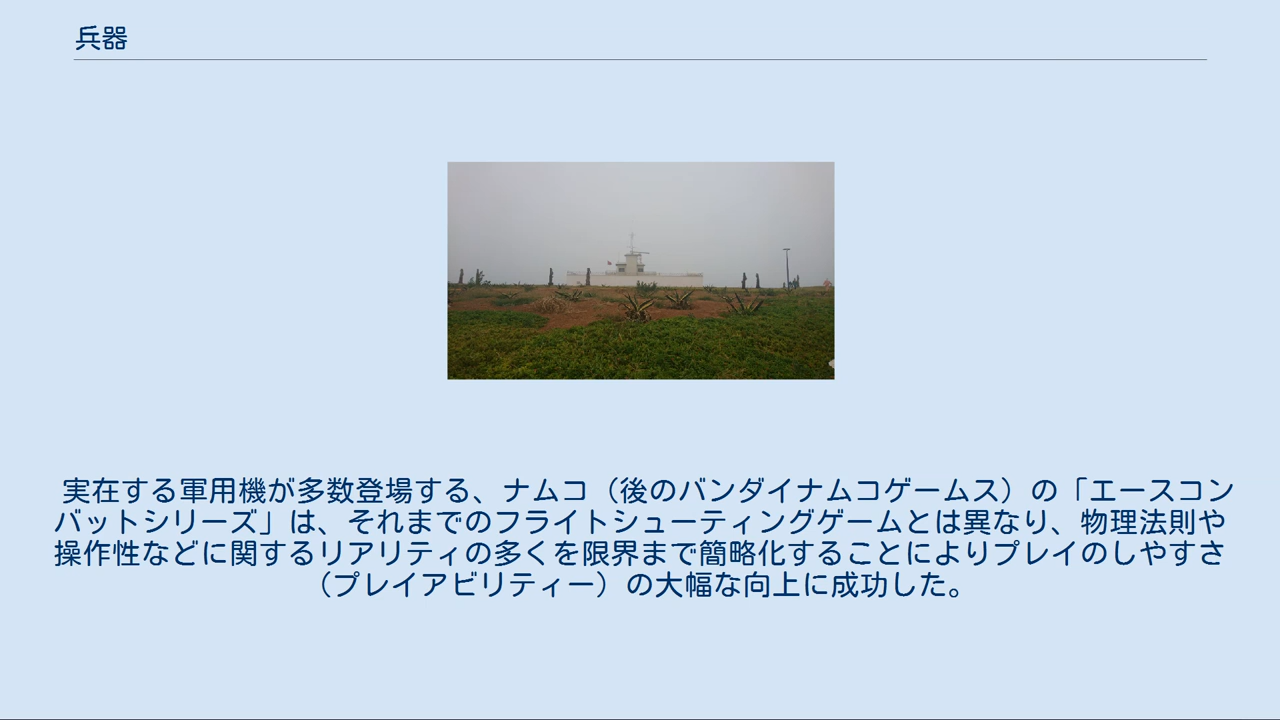 兵器
実在する軍用機が多数登場する、ナムコ（後のバンダイナムコゲームス）の「エースコン
バットシリーズ」は、それまでのフライトシューティングゲームとは異なり、物理法則や
操作性などに関するリアリティの多くを限界まで簡略化することによりプレイのしやすさ
（プレイアビリティー）の大幅な向上に成功した。